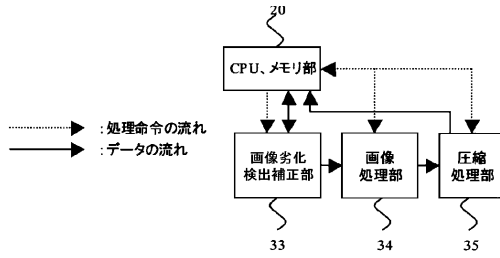 20
CPU、メモリ部
:処理命令の流れ
:データの流れ
画像劣化
検出補正部
画像
処理部
圧縮
処理部
33
34
35